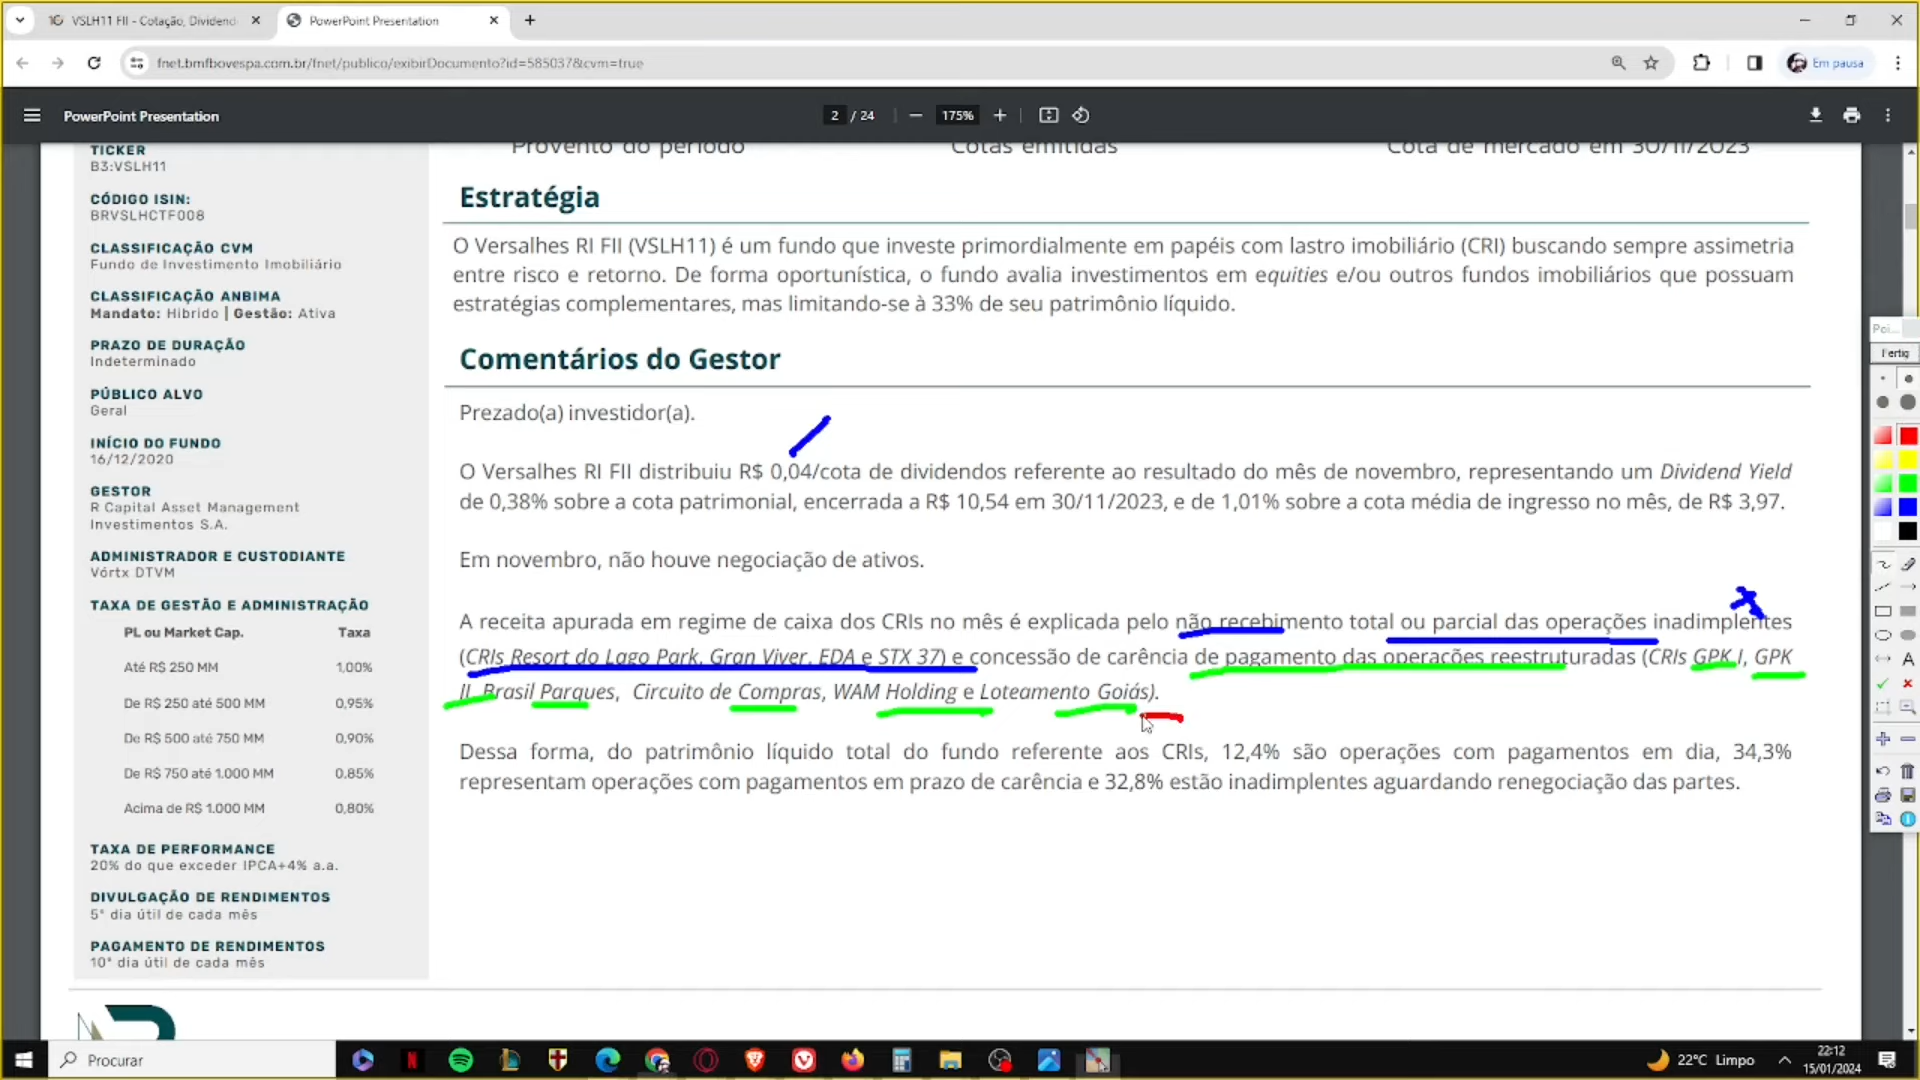 VSLH11 FII - Cotação, Dividend
PowerPoint Presentation
fnet.bmfbovespa.com.br/fnet/publico/exibirDocumento?id=585037&cvm=true
Em pausa
PowerPoint Presentation
2 / 24
175%
TICKER
B3:VSLH11
CÓDIGO ISIN:
BRVSLHCTF008
CLASSIFICAÇÃO CVM
Fundo de Investimento Imobiliário
CLASSIFICAÇÃO ANBIMA
Mandato: Híbrido | Gestão: Ativa
PRAZO DE DURAÇÃO
Indeterminado
PÚBLICO ALVO
Geral
INÍCIO DO FUNDO
16/12/2020
GESTOR
R Capital Asset Management
Investimentos S.A.
ADMINISTRADOR E CUSTODIANTE
Vórtx DTVM
TAXA DE GESTÃO E ADMINISTRAÇÃO
PL ou Market Cap. Taxa
Até R$ 250 MM 1,00%
De R$ 250 até 500 MM 0,95%
De R$ 500 até 750 MM 0,90%
De R$ 750 até 1.000 MM 0,85%
Acima de R$ 1.000 MM 0,80%
TAXA DE PERFORMANCE
20% do que exceder IPCA+4% a.a.
DIVULGAÇÃO DE RENDIMENTOS
5º dia útil de cada mês
PAGAMENTO DE RENDIMENTOS
10º dia útil de cada mês
Provento do período Cotas emitidas Cota de mercado em 30/11/2023
Estratégia
O Versalhes RI FII (VSLH11) é um fundo que investe primordialmente em papéis com lastro imobiliário (CRI) buscando sempre assimetria
entre risco e retorno. De forma oportunística, o fundo avalia investimentos em equities e/ou outros fundos imobiliários que possuam
estratégias complementares, mas limitando-se à 33% de seu patrimônio líquido.
Comentários do Gestor
Prezado(a) investidor(a).
O Versalhes RI FII distribuiu R$ 0,04/cota de dividendos referente ao resultado do mês de novembro, representando um Dividend Yield
de 0,38% sobre a cota patrimonial, encerrada a R$ 10,54 em 30/11/2023, e de 1,01% sobre a cota média de ingresso no mês, de R$ 3,97.
Em novembro, não houve negociação de ativos.
A receita apurada em regime de caixa dos CRIs no mês é explicada pelo não recebimento total ou parcial das operações inadimplentes
(CRIs Resort do Lago Park, Gran Viver, EDA e STX 37) e concessão de carência de pagamento das operações reestruturadas (CRIs GPK I, GPK
II, Brasil Parques, Circuito de Compras, WAM Holding e Loteamento Goiás).
Dessa forma, do patrimônio líquido total do fundo referente aos CRIs, 12,4% são operações com pagamentos em dia, 34,3%
representam operações com pagamentos em prazo de carência e 32,8% estão inadimplentes aguardando renegociação das partes.
Poi...
Fertig
A
Procurar
22°C Limpo
22:12
15/01/2024